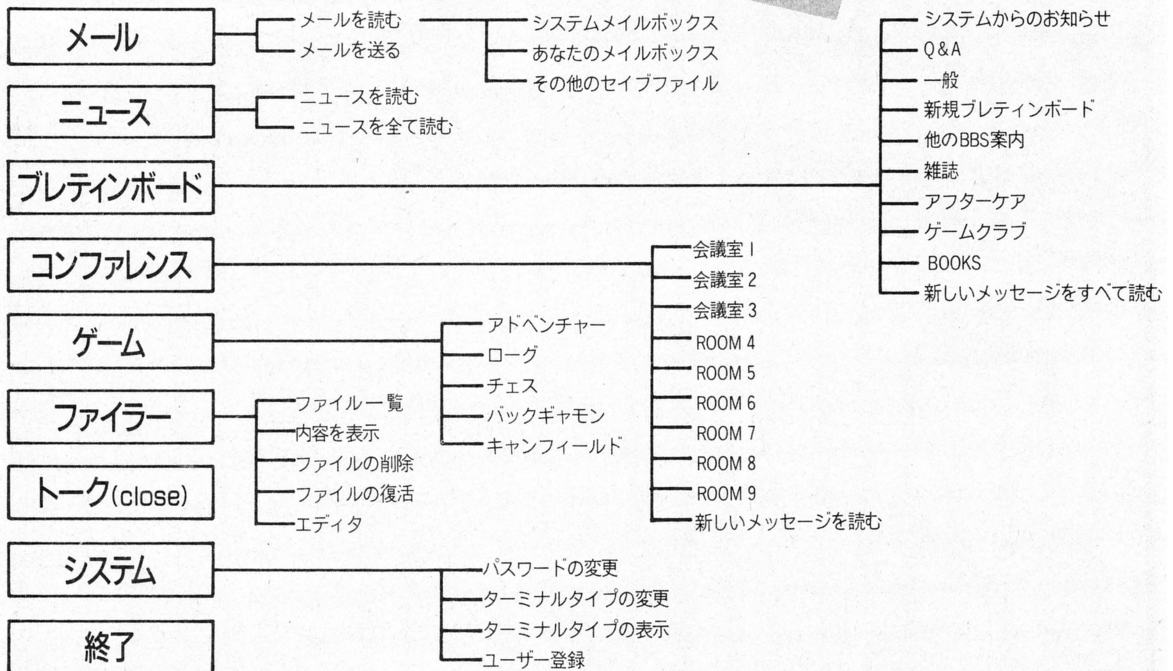 メール
メールを読む
メールを送る
システムメイルボックス
あなたのメイルボックス
その他のセイブファイル
ニュース
ニュースを読む
ニュースを全て読む
ブレティンボード
システムからのお知らせ
Q&A
一般
新規ブレティンボード
他のBBS案内
雑誌
アフターケア
ゲームクラブ
BOOKS
新しいメッセージをすべて読む
コンファレンス
会議室1
会議室2
会議室3
ROOM 4
ROOM 5
ROOM 6
ROOM 7
ROOM 8
ROOM 9
新しいメッセージを読む
ゲーム
アドベンチャー
ローグ
チェス
バックギャモン
キャンフィールド
ファイラー
ファイル一覧
内容を表示
ファイルの削除
ファイルの復活
エディタ
トーク(close)
システム
パスワードの変更
ターミナルタイプの変更
ターミナルタイプの表示
ユーザー登録
終了